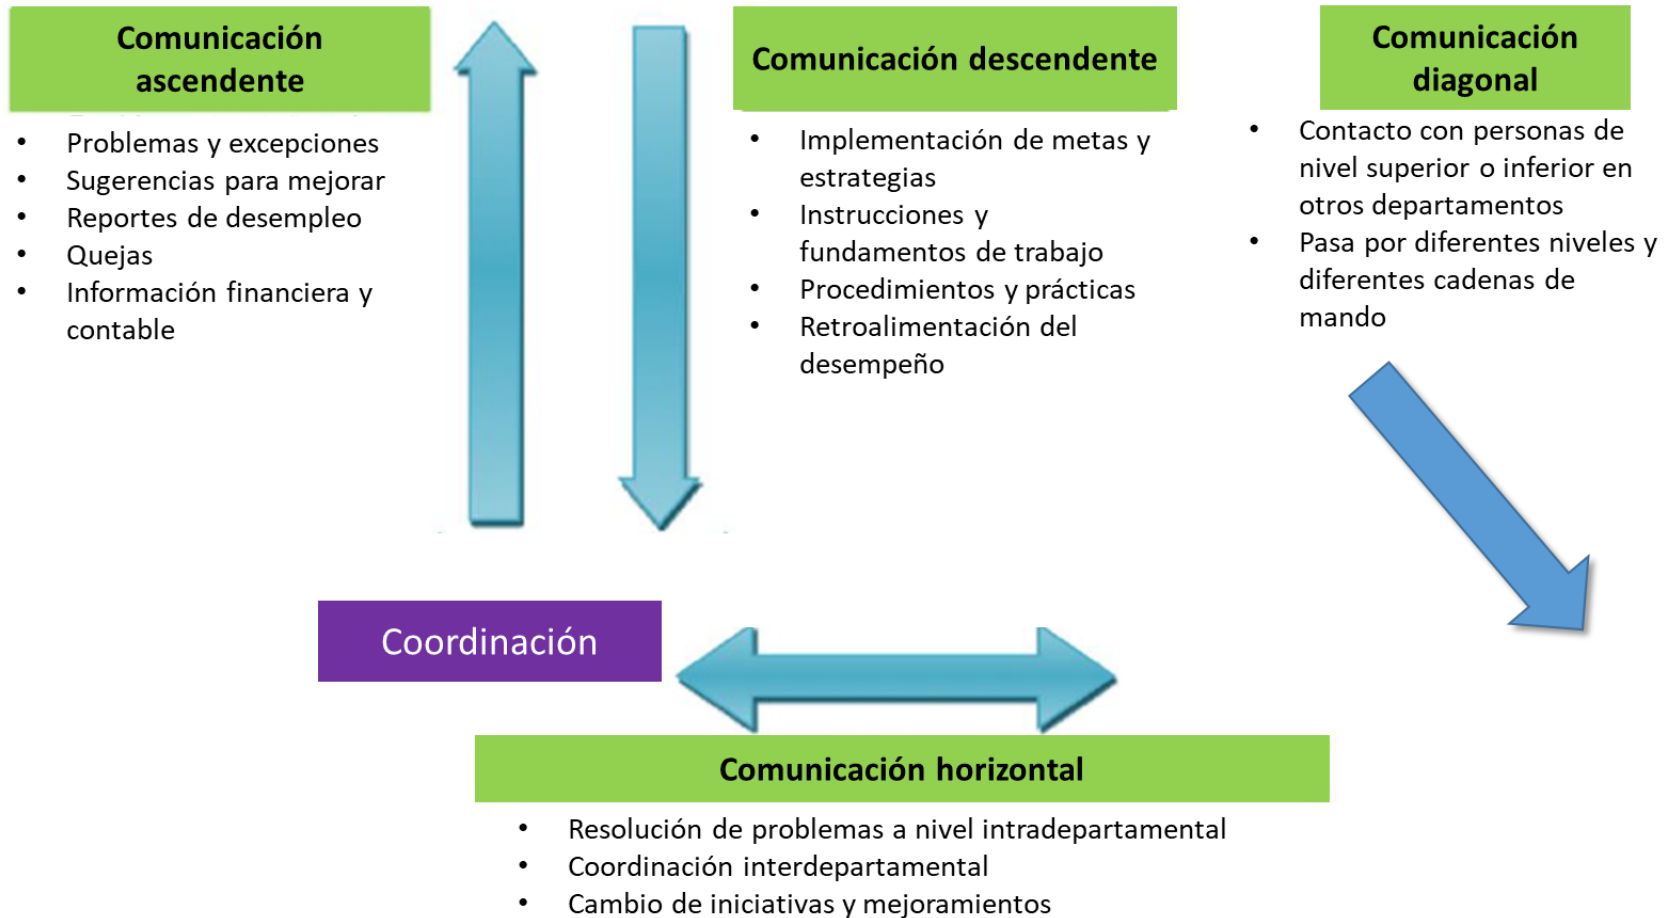 Comunicación
ascendente
• Problemas y excepciones
• Sugerencias para mejorar
• Reportes de desempleo
• Quejas
• Información financiera y
contable
Comunicación descendente
• Implementación de metas y
estrategias
• Instrucciones y
fundamentos de trabajo
• Procedimientos y prácticas
• Retroalimentación del
desempeño
Comunicación
diagonal
• Contacto con personas de
nivel superior o inferior en
otros departamentos
• Pasa por diferentes niveles y
diferentes cadenas de
mando
Coordinación
Comunicación horizontal
• Resolución de problemas a nivel intradepartamental
• Coordinación interdepartamental
• Cambio de iniciativas y mejoramientos